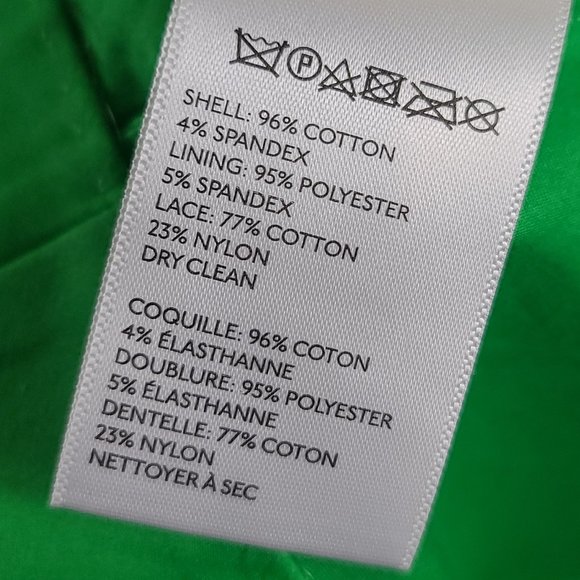 P
SHELL: 96% COTTON
4% SPANDEX
LINING: 95% POLYESTER
5% SPANDEX
LACE: 77% COTTON
23% NYLON
DRY CLEAN
COQUILLE: 96% COTON
4% ÉLASTHANNE
DOUBLURE: 95% POLYESTER
5% ÉLASTHANNE
DENTELLE: 77% COTON
23% NYLON
NETTOYER À SEC